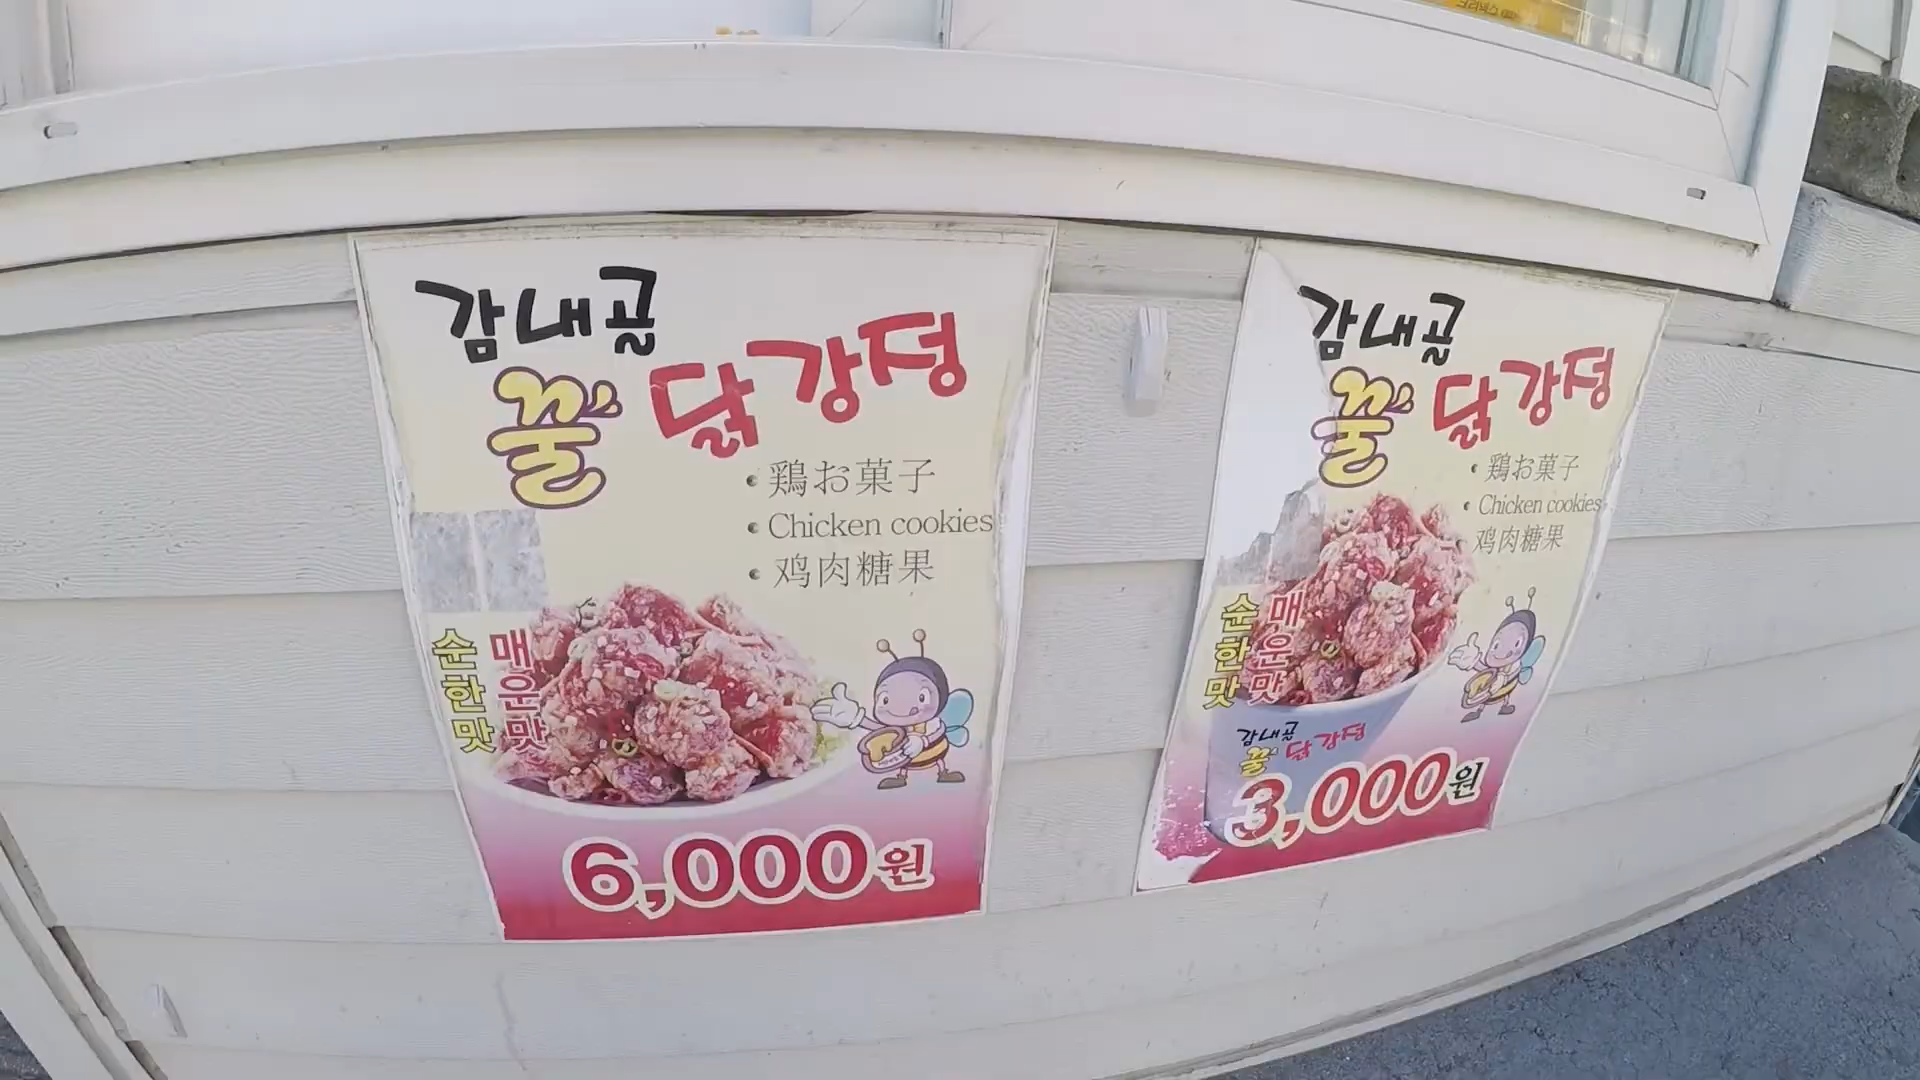 감내골
꿀 닭강정
• 鶏お菓子
• Chicken cookies
• 鸡肉糖果
순한맛
매운맛
6,000원
감내골
꿀 닭강정
• 鶏お菓子
• Chicken cookies
• 鸡肉糖果
순한맛
매운맛
감내골
꿀 닭강정
3,000원